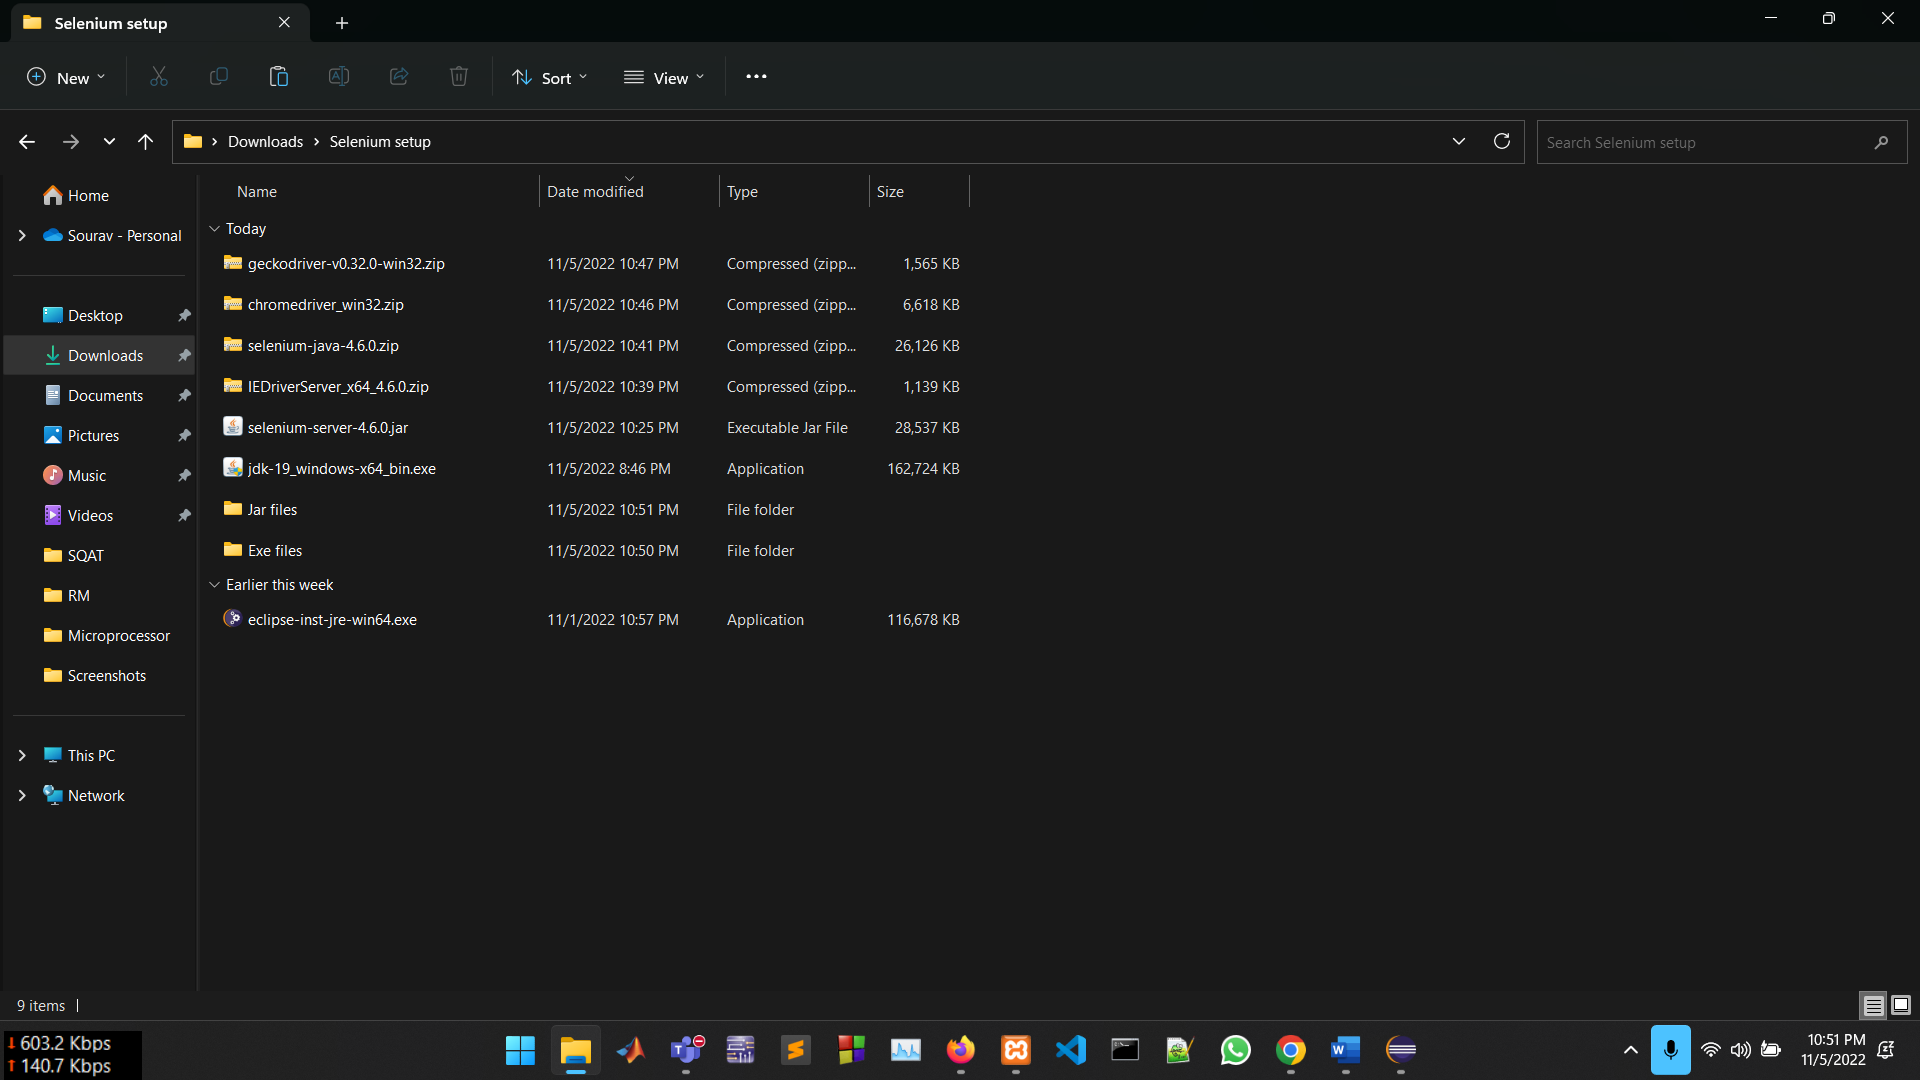 Selenium setup
New
Sort
View
Downloads
Selenium setup
Search Selenium setup
Home
Sourav - Personal
Desktop
Downloads
Documents
Pictures
Music
Videos
SQAT
RM
Microprocessor
Screenshots
This PC
Network
Name Date modified Type Size
Today
geckodriver-v0.32.0-win32.zip 11/5/2022 10:47 PM Compressed (zipp... 1,565 KB
chromedriver_win32.zip 11/5/2022 10:46 PM Compressed (zipp... 6,618 KB
selenium-java-4.6.0.zip 11/5/2022 10:41 PM Compressed (zipp... 26,126 KB
IEDriverServer_x64_4.6.0.zip 11/5/2022 10:39 PM Compressed (zipp... 1,139 KB
selenium-server-4.6.0.jar 11/5/2022 10:25 PM Executable Jar File 28,537 KB
jdk-19_windows-x64_bin.exe 11/5/2022 8:46 PM Application 162,724 KB
Jar files 11/5/2022 10:51 PM File folder
Exe files 11/5/2022 10:50 PM File folder
Earlier this week
eclipse-inst-jre-win64.exe 11/1/2022 10:57 PM Application 116,678 KB
9 items
603.2 Kbps
140.7 Kbps
10:51 PM
11/5/2022